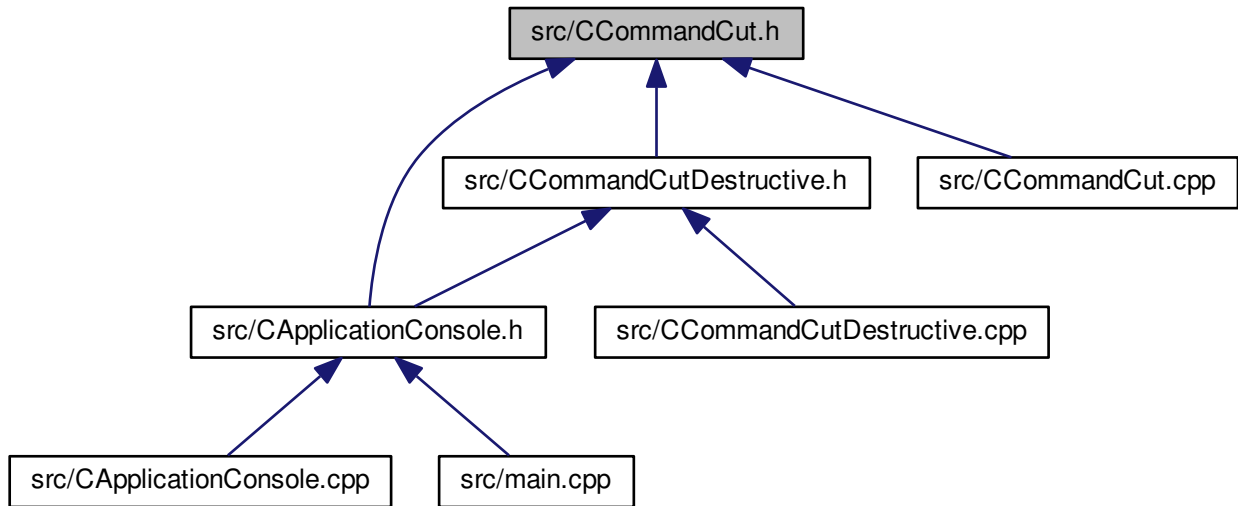 src/CCommandCut.h
src/CCommandCutDestructive.h
src/CCommandCut.cpp
src/CApplicationConsole.h
src/CCommandCutDestructive.cpp
src/CApplicationConsole.cpp
src/main.cpp